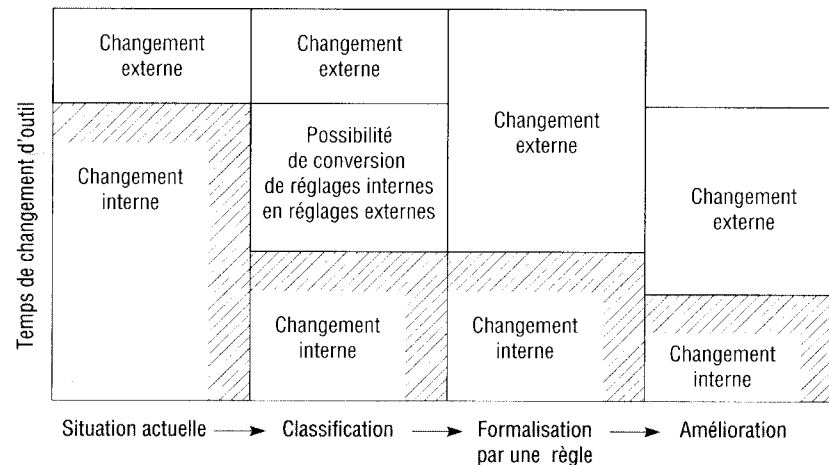 Temps de changement d'outil
Changement
externe
Changement
interne
Changement
externe
Possibilité
de conversion
de réglages internes
en réglages externes
Changement
interne
Changement
externe
Changement
interne
Changement
externe
Changement
interne
Situation actuelle → Classification → Formalisation → Amélioration
par une règle